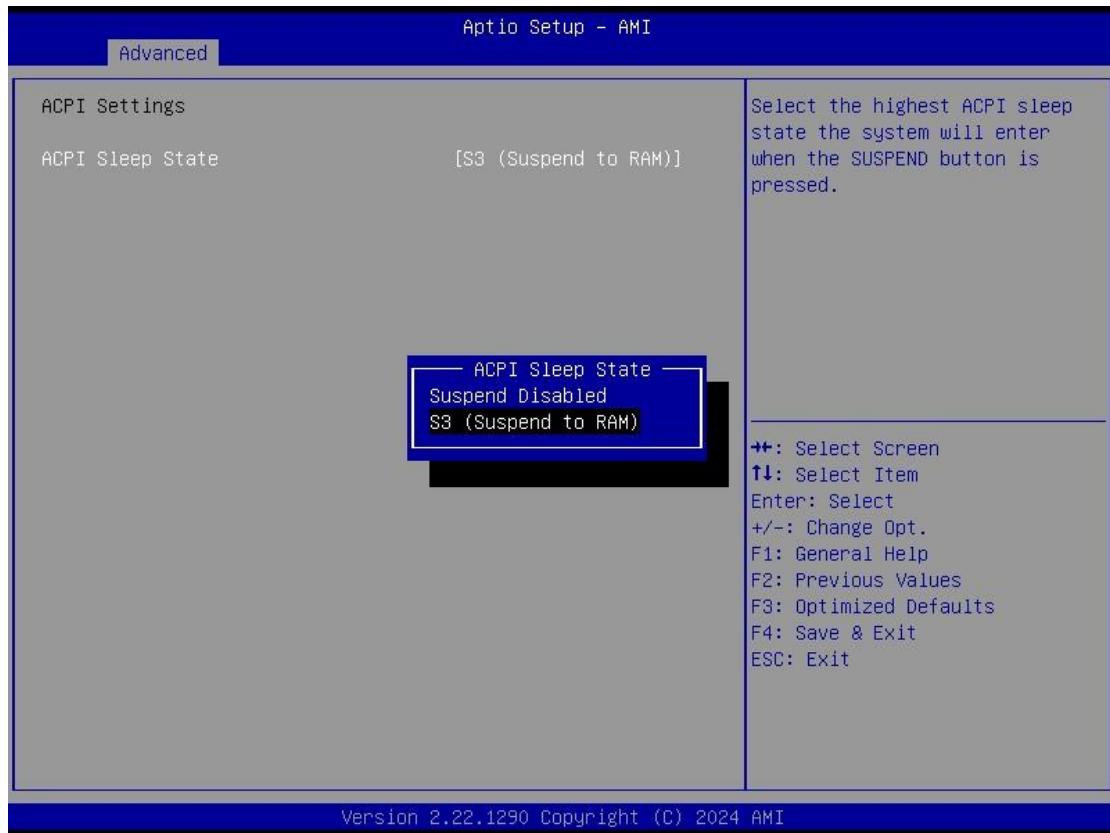 Aptio Setup – AMI
Advanced
ACPI Settings
ACPI Sleep State [S3 (Suspend to RAM)]
Select the highest ACPI sleep
state the system will enter
when the SUSPEND button is
pressed.
ACPI Sleep State
Suspend Disabled
S3 (Suspend to RAM)
→←: Select Screen
↑↓: Select Item
Enter: Select
+/-: Change Opt.
F1: General Help
F2: Previous Values
F3: Optimized Defaults
F4: Save & Exit
ESC: Exit
Version 2.22.1290 Copyright (C) 2024 AMI